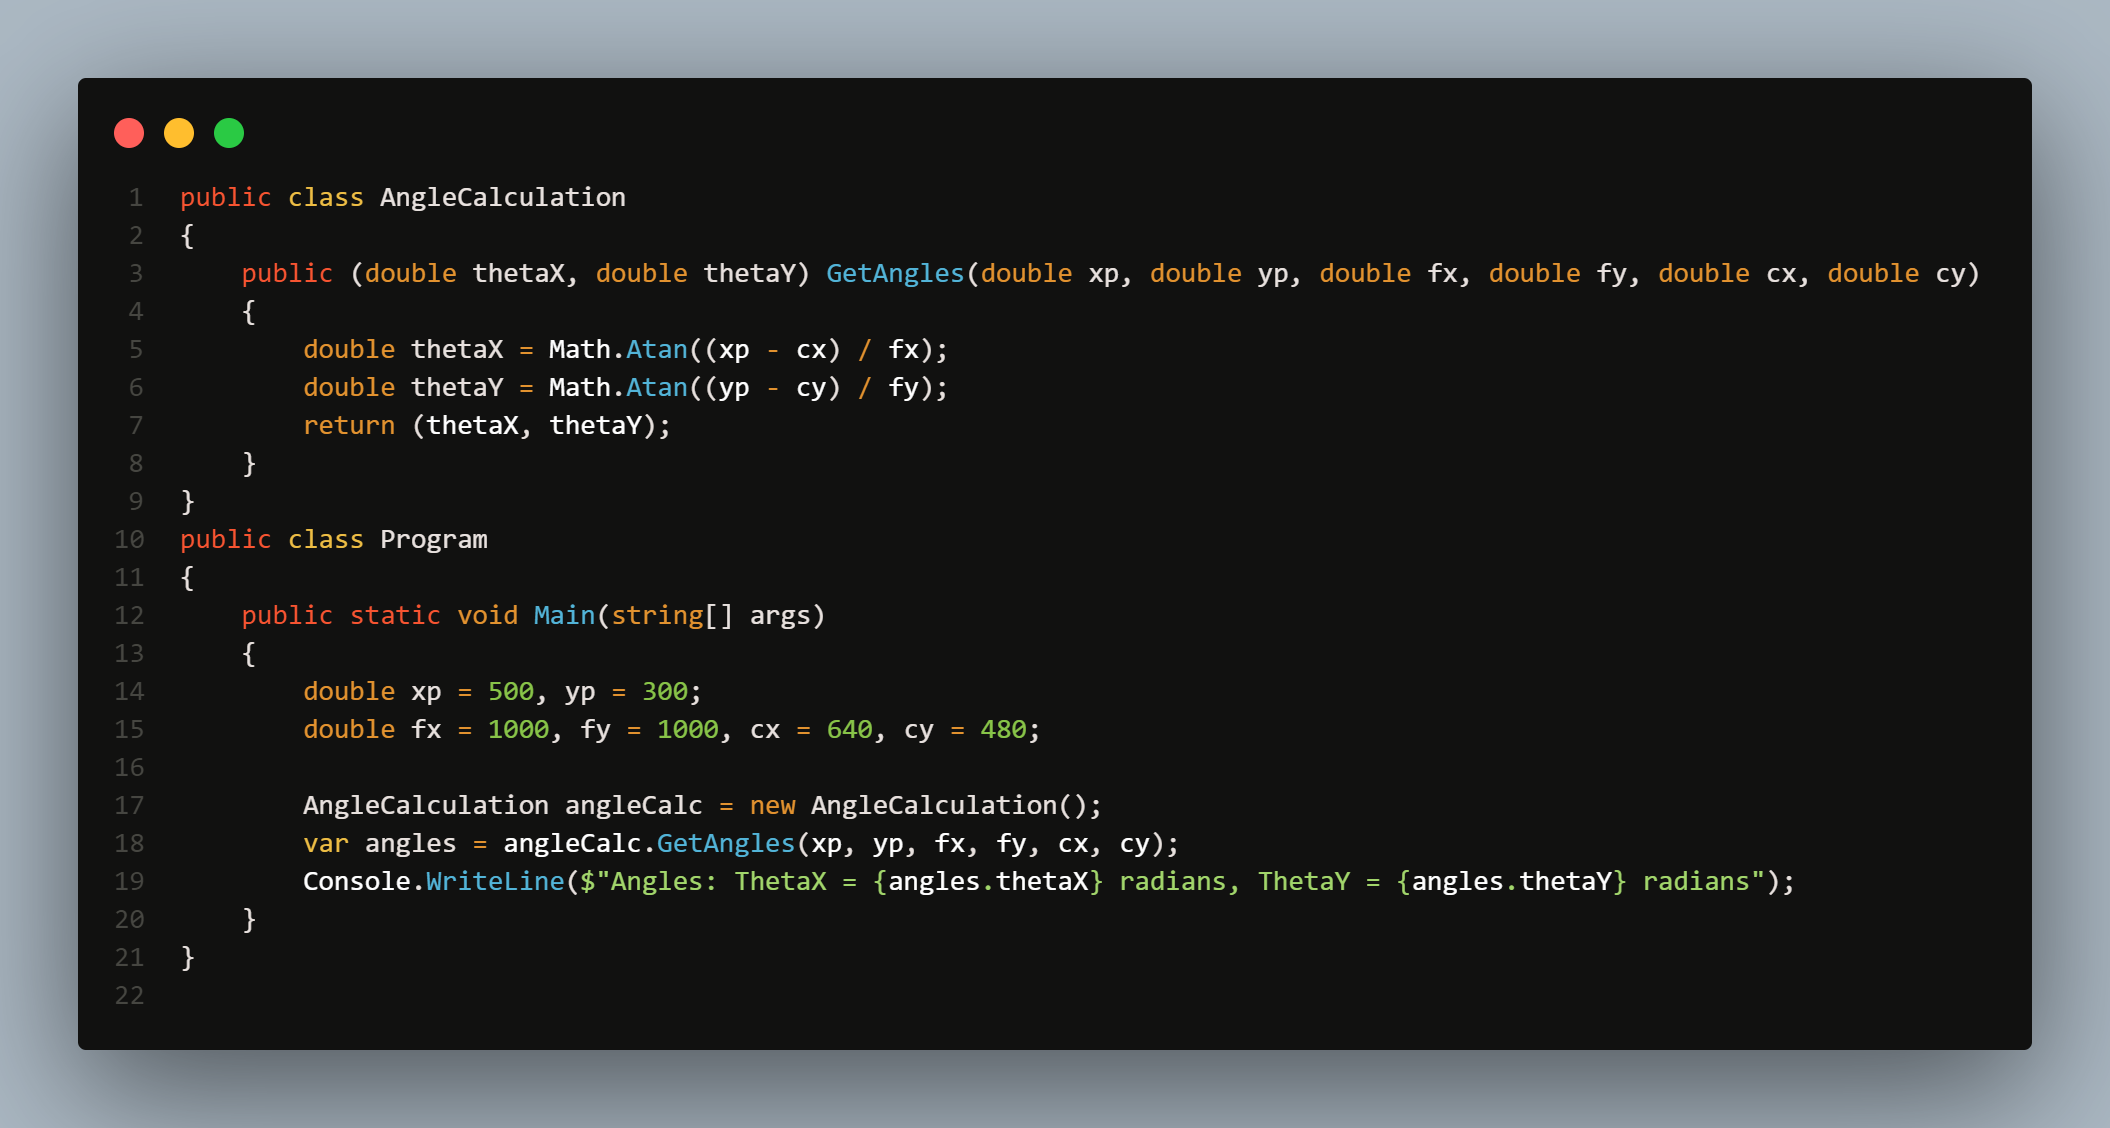 1 public class AngleCalculation
2 {
3     public (double thetaX, double thetaY) GetAngles(double xp, double yp, double fx, double fy, double cx, double cy)
4     {
5         double thetaX = Math.Atan((xp - cx) / fx);
6         double thetaY = Math.Atan((yp - cy) / fy);
7         return (thetaX, thetaY);
8     }
9 }
10 public class Program
11 {
12     public static void Main(string[] args)
13     {
14         double xp = 500, yp = 300;
15         double fx = 1000, fy = 1000, cx = 640, cy = 480;
16
17         AngleCalculation angleCalc = new AngleCalculation();
18         var angles = angleCalc.GetAngles(xp, yp, fx, fy, cx, cy);
19         Console.WriteLine($"Angles: ThetaX = {angles.thetaX} radians, ThetaY = {angles.thetaY} radians");
20     }
21 }
22